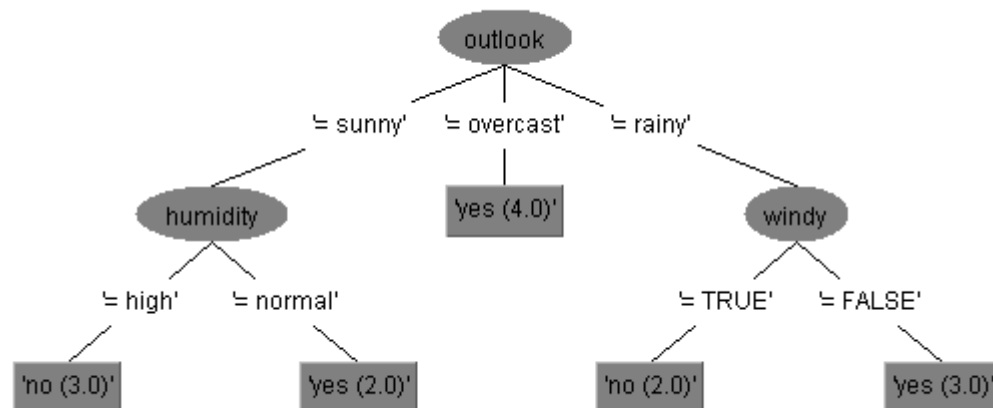 outlook
'= sunny' '= overcast' '= rainy'
humidity 'yes (4.0)' windy
'= high' '= normal' '= TRUE' '= FALSE'
'no (3.0)' 'yes (2.0)' 'no (2.0)' 'yes (3.0)'